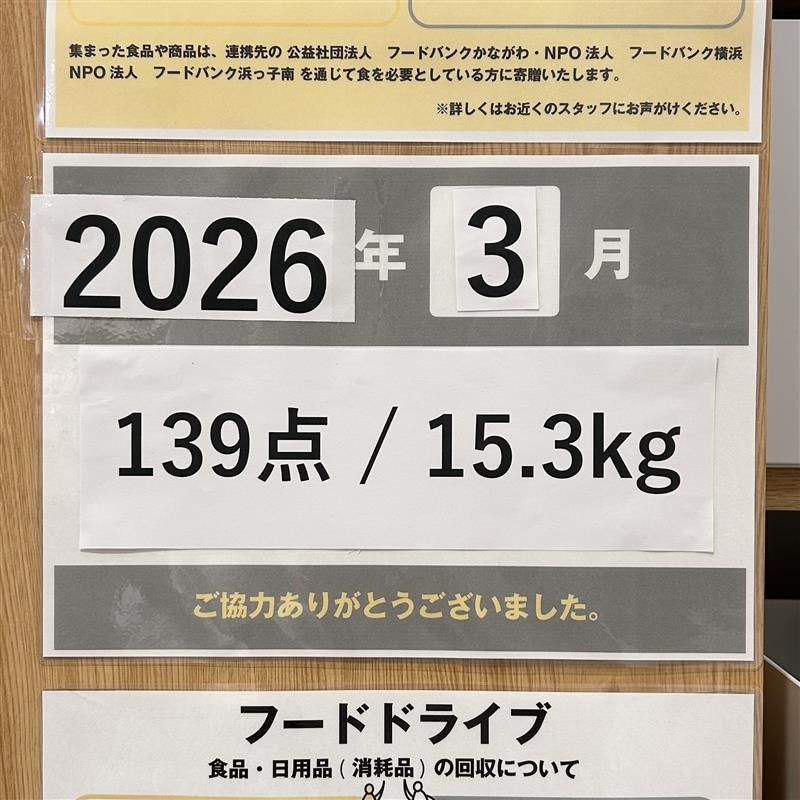 集まった食品や商品は、連携先の 公益社団法人　フードバンクかながわ・NPO 法人　フードバンク横浜
NPO 法人　フードバンク浜っ子南 を通じて食を必要としている方に寄贈いたします。
※詳しくはお近くのスタッフにお声がけください。
2026年 3 月
139点 / 15.3kg
ご協力ありがとうございました。
フードドライブ
食品・日用品 ( 消耗品 ) の回収について